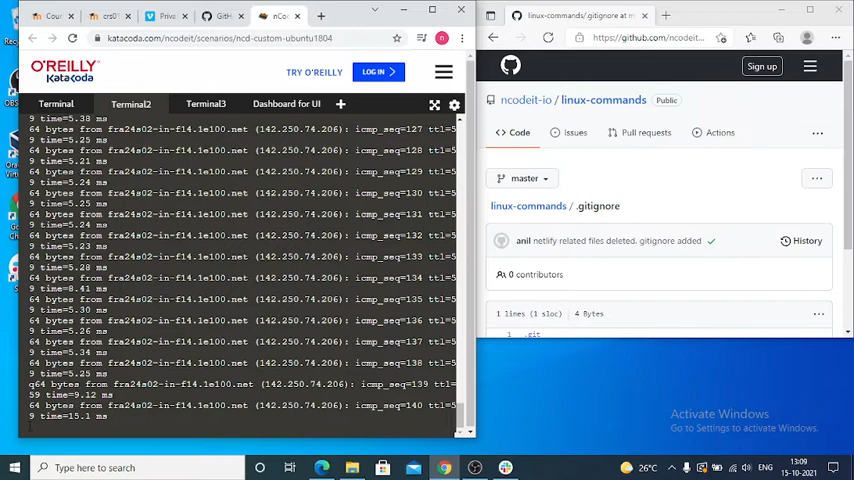 Cour
crs01
Priva
GitH
nCo
katacoda.com/ncodeit/scenarios/ncd-custom-ubuntu1804
O'REILLY
KataCoda
TRY O'REILLY
LOG IN
Terminal
Terminal2
Terminal3
Dashboard for UI
9 time=5.38 ms
64 bytes from fra24s02-in-f14.1e100.net (142.250.74.206): icmp_seq=127 ttl=5
9 time=5.25 ms
64 bytes from fra24s02-in-f14.1e100.net (142.250.74.206): icmp_seq=128 ttl=5
9 time=5.21 ms
64 bytes from fra24s02-in-f14.1e100.net (142.250.74.206): icmp_seq=129 ttl=5
9 time=5.24 ms
64 bytes from fra24s02-in-f14.1e100.net (142.250.74.206): icmp_seq=130 ttl=5
9 time=5.25 ms
64 bytes from fra24s02-in-f14.1e100.net (142.250.74.206): icmp_seq=131 ttl=5
9 time=5.24 ms
64 bytes from fra24s02-in-f14.1e100.net (142.250.74.206): icmp_seq=132 ttl=5
9 time=5.23 ms
64 bytes from fra24s02-in-f14.1e100.net (142.250.74.206): icmp_seq=133 ttl=5
9 time=5.28 ms
64 bytes from fra24s02-in-f14.1e100.net (142.250.74.206): icmp_seq=134 ttl=5
9 time=8.41 ms
64 bytes from fra24s02-in-f14.1e100.net (142.250.74.206): icmp_seq=135 ttl=5
9 time=5.30 ms
64 bytes from fra24s02-in-f14.1e100.net (142.250.74.206): icmp_seq=136 ttl=5
9 time=5.26 ms
64 bytes from fra24s02-in-f14.1e100.net (142.250.74.206): icmp_seq=137 ttl=5
9 time=5.34 ms
64 bytes from fra24s02-in-f14.1e100.net (142.250.74.206): icmp_seq=138 ttl=5
9 time=5.25 ms
q64 bytes from fra24s02-in-f14.1e100.net (142.250.74.206): icmp_seq=139 ttl=
59 time=9.12 ms
64 bytes from fra24s02-in-f14.1e100.net (142.250.74.206): icmp_seq=140 ttl=5
9 time=15.1 ms
linux-commands/.gitignore at m
https://github.com/ncodeit...
Sign up
ncodeit-io / linux-commands Public
Code
Issues
Pull requests
Actions
master
linux-commands / .gitignore
anil netlify related files deleted. gitignore added
History
0 contributors
1 lines (1 sloc) 4 Bytes
1 .git
Activate Windows
Go to Settings to activate Windows.
Type here to search
26°C
ENG
13:09
15-10-2021